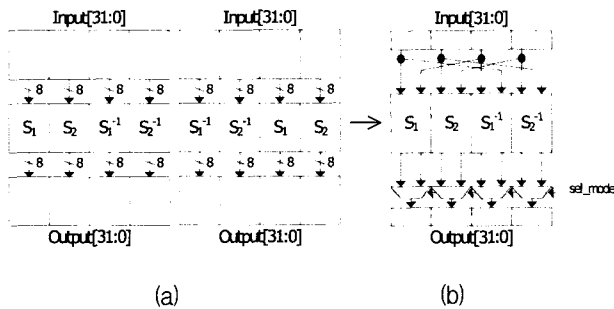 Input[31:0] Input[31:0] Input[31:0]
8 8 8 8 8 8 8 8
S₁ S₂ S₁⁻¹ S₂⁻¹ S₁⁻¹ S₂⁻¹ S₁ S₂ S₁ S₂ S₁⁻¹ S₂⁻¹
8 8 8 8 8 8 8 8
sel_mode
Output[31:0] Output[31:0] Output[31:0]
(a) (b)